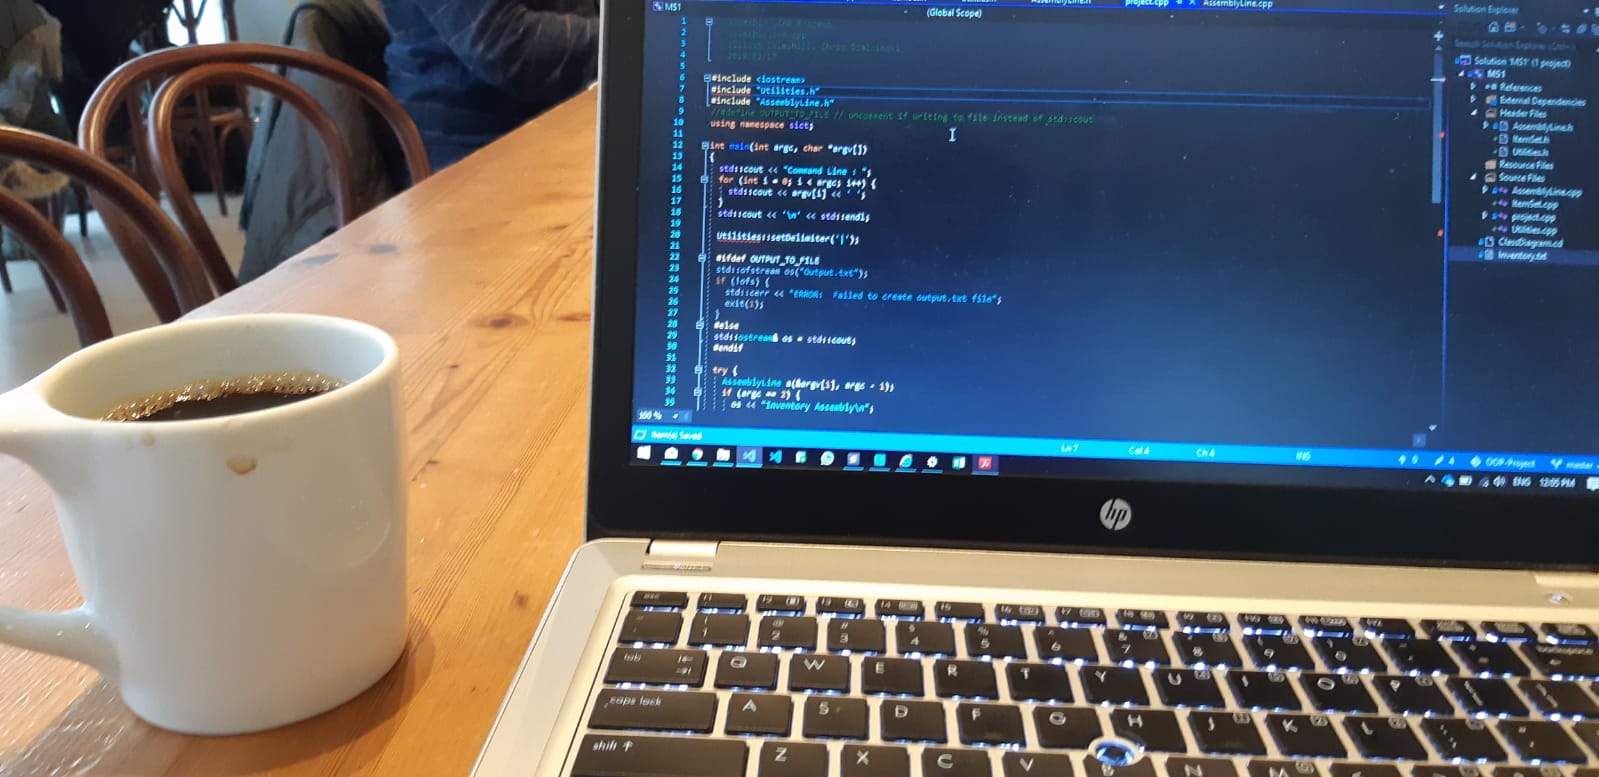 MS1
project.cpp
AssemblyLine.cpp
(Global Scope)
1
2
3
4
5
6 #include <iostream>
7 #include "Utilities.h"
8 #include "AssemblyLine.h"
9 //#define OUTPUT_TO_FILE // uncomment if writing to file instead of std::cout
10 using namespace sict;
11
12 int main(int argc, char *argv[])
13 {
14 std::cout << "Command Line : ";
15 for (int i = 0; i < argc; i++) {
16 std::cout << argv[i] << ' ';
17 }
18 std::cout << '\n' << std::endl;
19
20 Utilities::setDelimiter('|');
21
22 #ifdef OUTPUT_TO_FILE
23 std::ofstream os("Output.txt");
24 if (!ofs) {
25 std::cerr << "ERROR: Failed to create output.txt file";
26 exit(1);
27 }
28 #else
29 std::ostream& os = std::cout;
30 #endif
31
32 try {
33 AssemblyLine a(&argv[1], argc - 1);
34 if (argc == 2) {
35 os << "Inventory Assembly\n";
100 %
Item(s) Saved
Ln 7
Col 4
Ch 4
INS
0
4
OOP-Project
master
Solution Explorer
Search Solution Explorer (Ctrl+;)
Solution 'MS1' (1 project)
MS1
References
External Dependencies
Header Files
AssemblyLine.h
ItemSet.h
Utilities.h
Resource Files
Source Files
AssemblyLine.cpp
ItemSet.cpp
project.cpp
Utilities.cpp
ClassDiagram.cd
Inventory.txt
ENG
12:05 PM
hp
esc
@
2
#
3
$
4
%
5
6
&
7
8
9
backspace
tab
Q
W
E
R
T
Y
U
I
O
P
caps lock
A
S
D
F
G
H
J
K
L
shift
Z
X
C
V
B
N
M